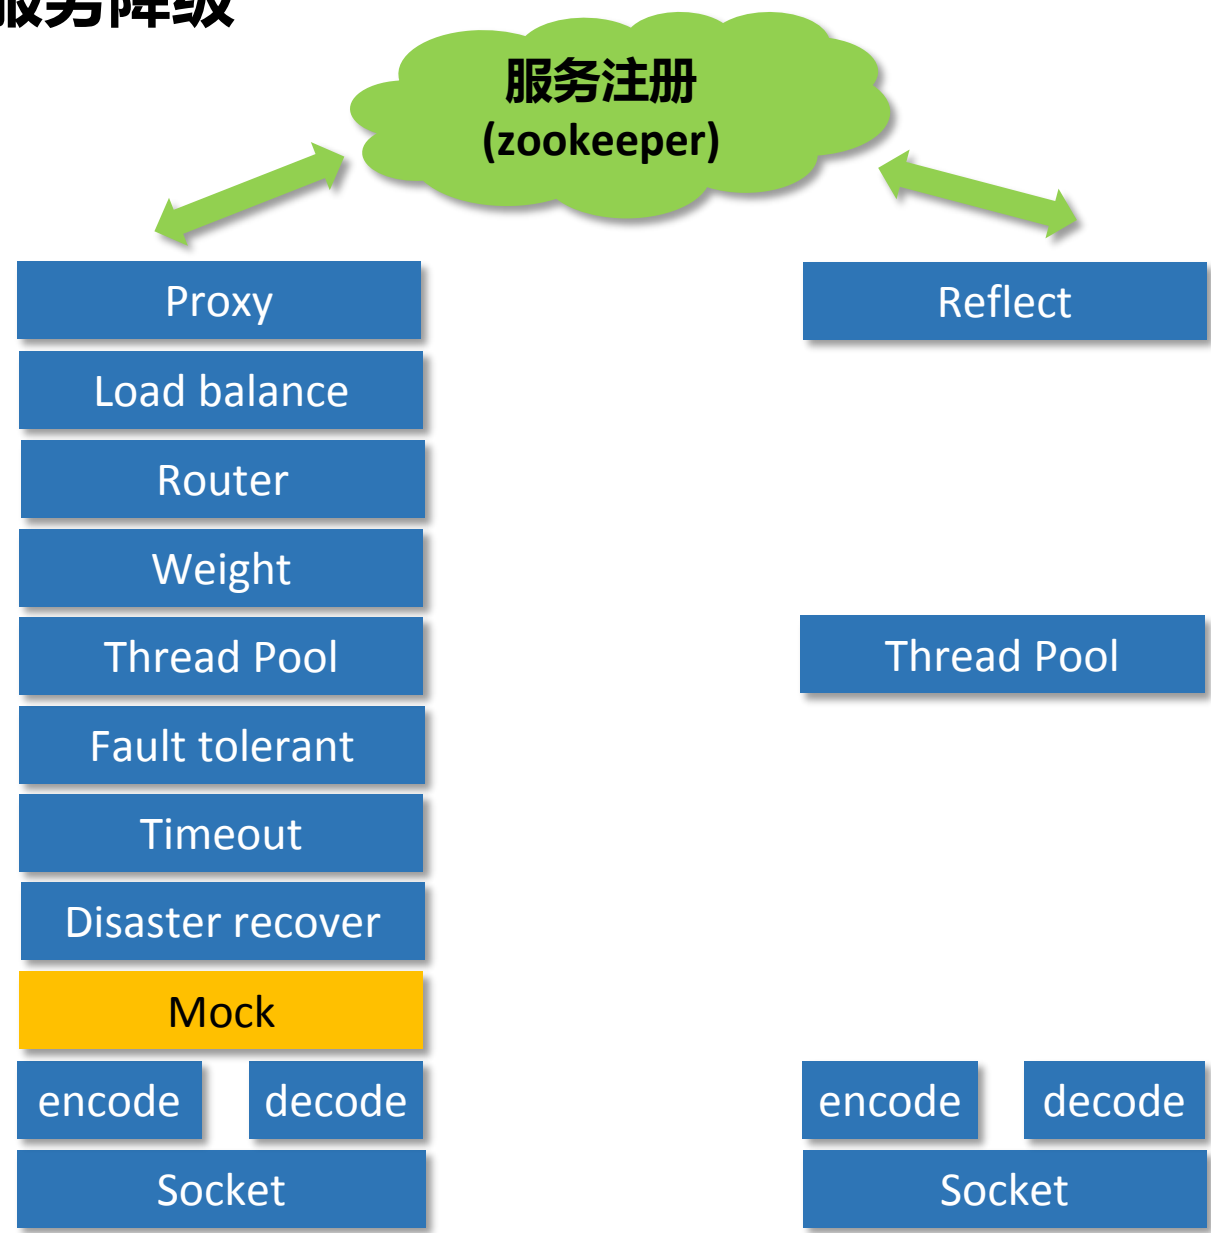 服务降级
服务注册
(zookeeper)
Proxy
Reflect
Load balance
Router
Weight
Thread Pool
Thread Pool
Fault tolerant
Timeout
Disaster recover
Mock
encode decode
encode decode
Socket
Socket